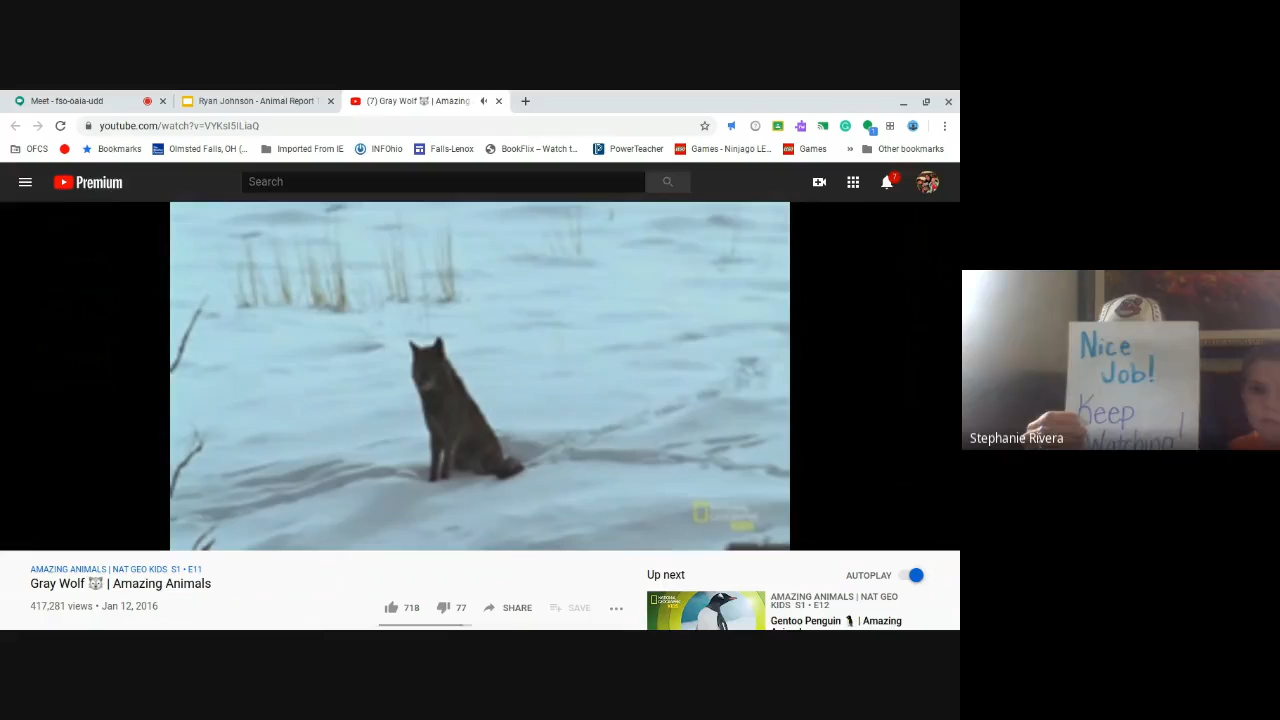 Meet - fso-oaia-udd
Ryan Johnson - Animal Report
(7) Gray Wolf 🐺 | Amazing
youtube.com/watch?v=VYKsI5ILiaQ
OFCS
Bookmarks
Olmsted Falls, OH (...
Imported From IE
INFOhio
Falls-Lenox
BookFlix – Watch t...
PowerTeacher
Games - Ninjago LE...
Games
»
Other bookmarks
Premium
Search
7
AMAZING ANIMALS | NAT GEO KIDS S1 • E11
Gray Wolf 🐺 | Amazing Animals
417,281 views • Jan 12, 2016
718
77
SHARE
SAVE
Up next
AUTOPLAY
AMAZING ANIMALS | NAT GEO
KIDS S1 • E12
Gentoo Penguin 🐧 | Amazing
Nice
Job!
Keep
Watching!
Stephanie Rivera